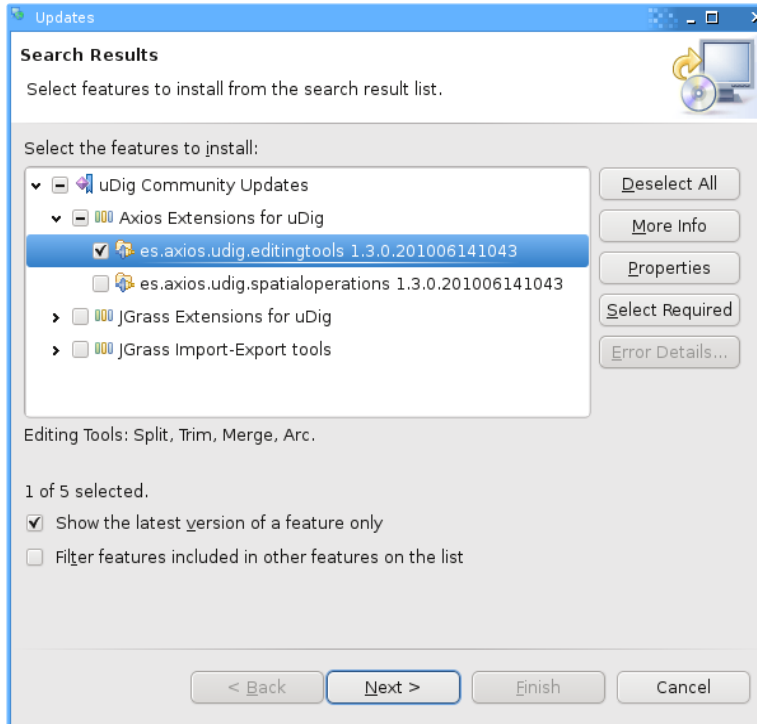 Updates
Search Results
Select features to install from the search result list.
Select the features to install:
uDig Community Updates
Deselect All
Axios Extensions for uDig
More Info
es.axios.udig.editingtools 1.3.0.201006141043
Properties
es.axios.udig.spatialoperations 1.3.0.201006141043
Select Required
JGrass Extensions for uDig
JGrass Import-Export tools
Error Details...
Editing Tools: Split, Trim, Merge, Arc.
1 of 5 selected.
Show the latest version of a feature only
Filter features included in other features on the list
< Back Next > Finish Cancel